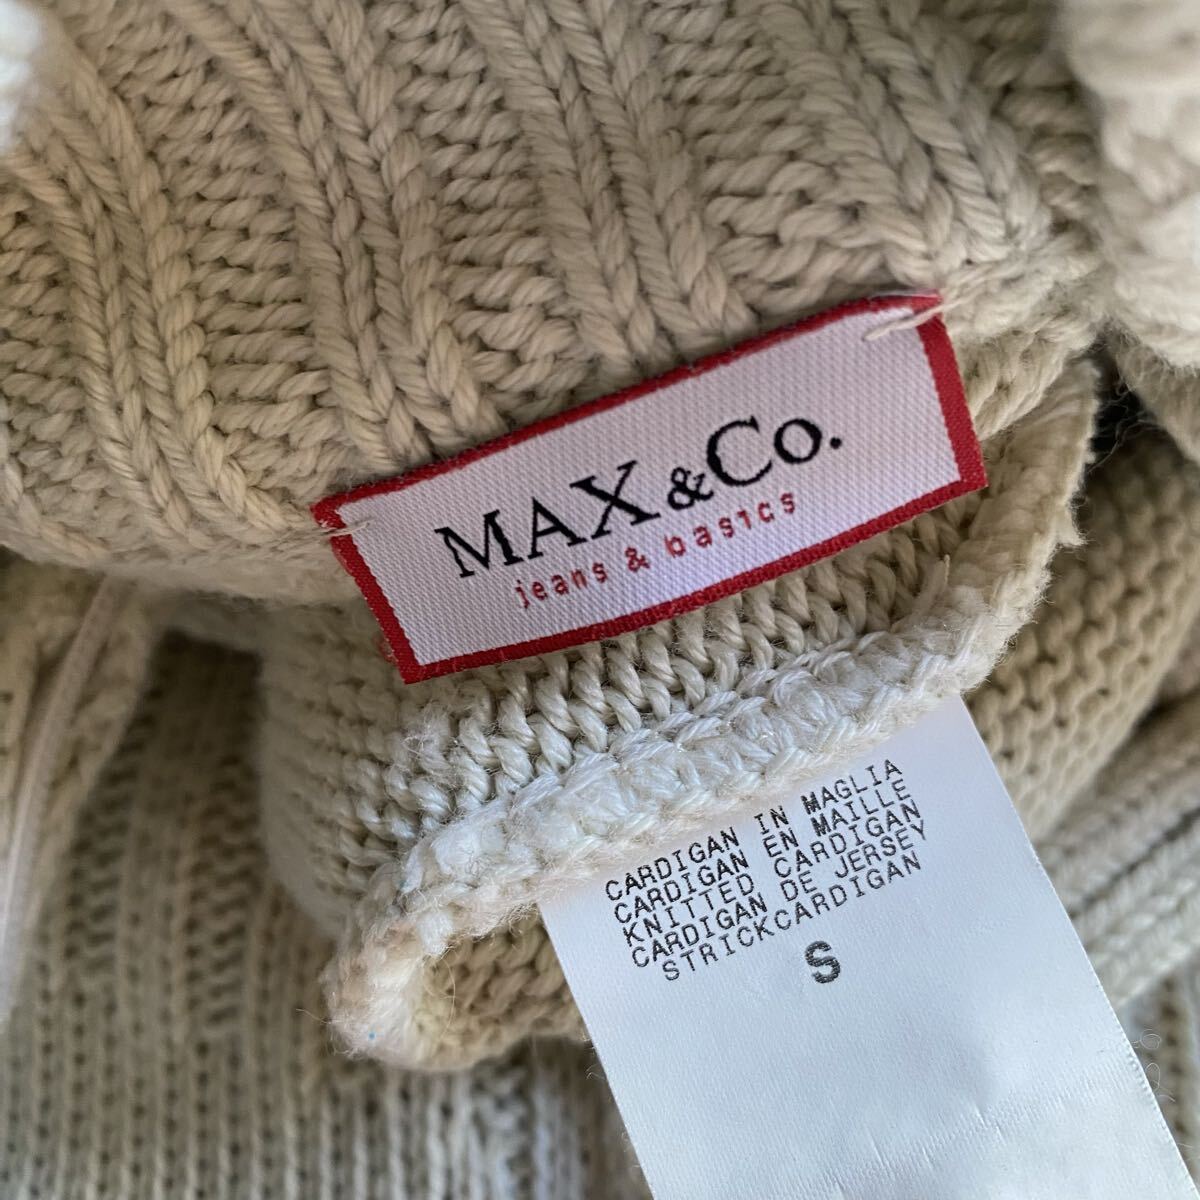 MAX & Co.
jeans & basics
CARDIGAN IN MAGLIA
CARDIGAN EN MAILLE
KNITTED CARDIGAN
CARDIGAN DE JERSEY
STRICKCARDIGAN
S